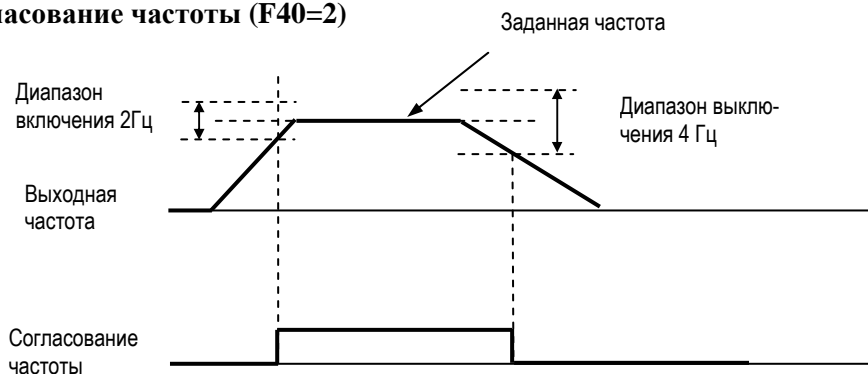 ласование частоты (F40=2)
Заданная частота
Диапазон
включения 2Гц
Диапазон выклю-
чения 4 Гц
Выходная
частота
Согласование
частоты